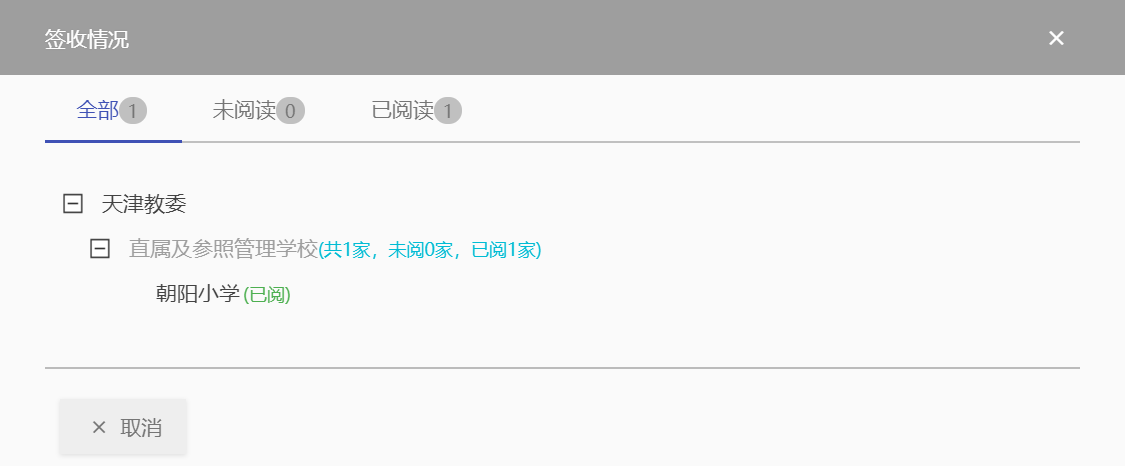 签收情况
全部1 未阅读0 已阅读1
天津教委
直属及参照管理学校(共1家，未阅0家，已阅1家)
朝阳小学(已阅)
取消